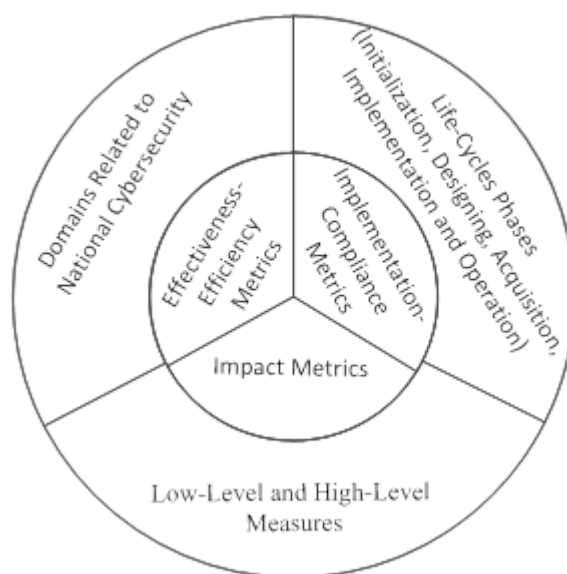 Domains Related to
National Cybersecurity
Life-Cycles Phases
(Initialization, Designing, Acquisition,
Implementation and Operation)
Effectiveness-
Efficiency
Metrics
Implementation-
Compliance
Metrics
Impact Metrics
Low-Level and High-Level
Measures